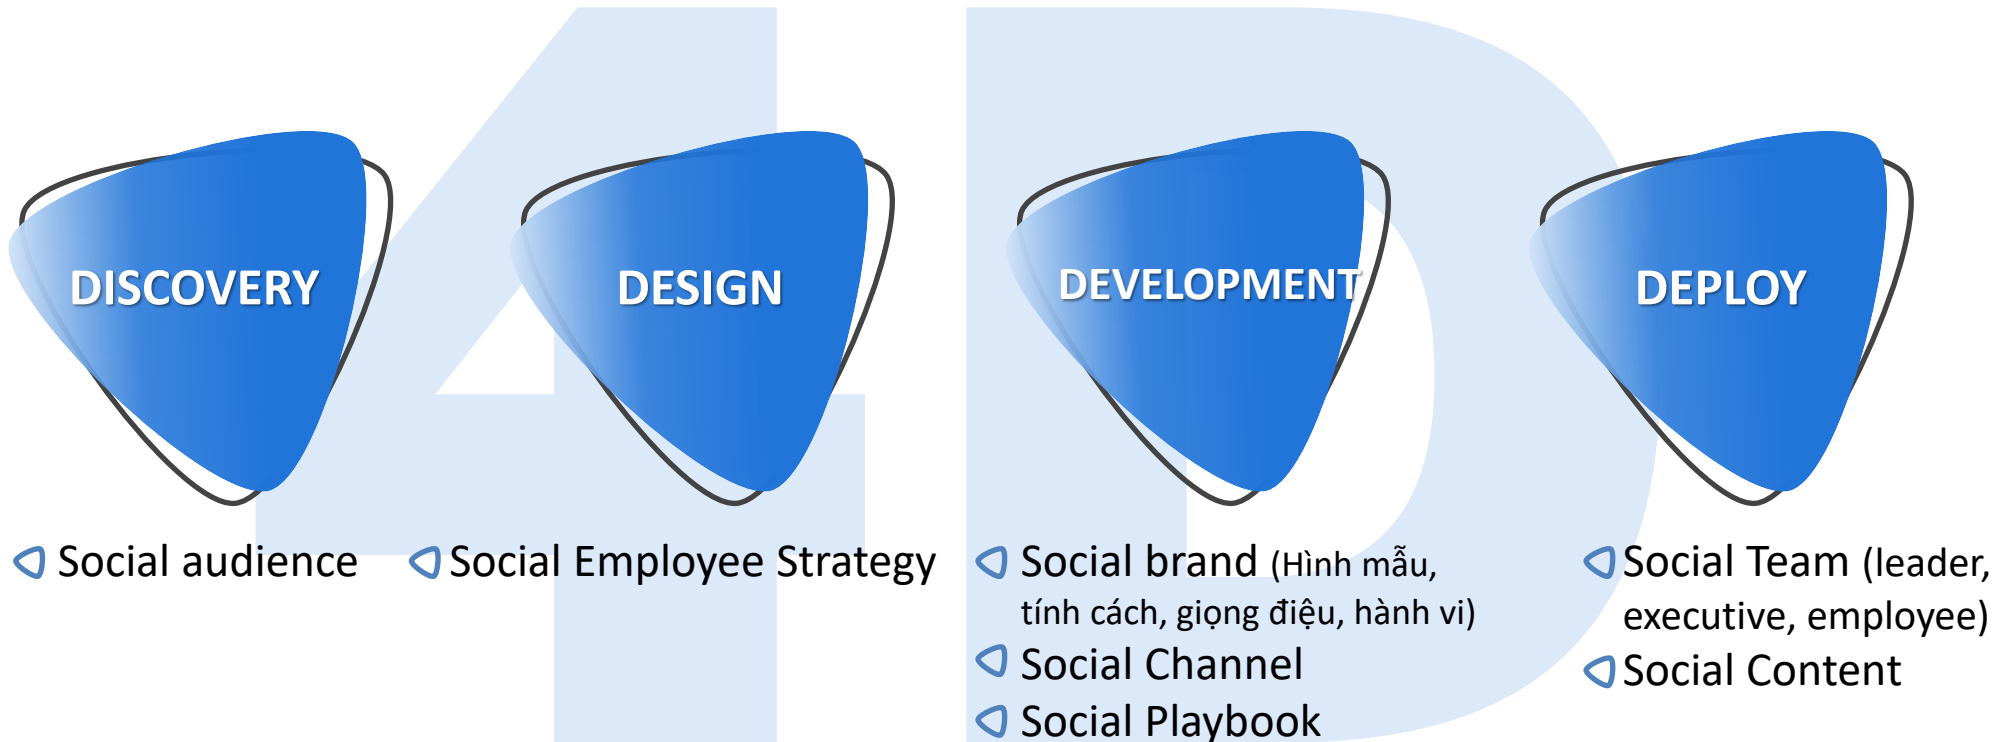 4D
DISCOVERY
DESIGN
DEVELOPMENT
DEPLOY
Social audience
Social Employee Strategy
Social brand (Hình mẫu,
tính cách, giọng điệu, hành vi)
Social Channel
Social Playbook
Social Team (leader,
executive, employee)
Social Content